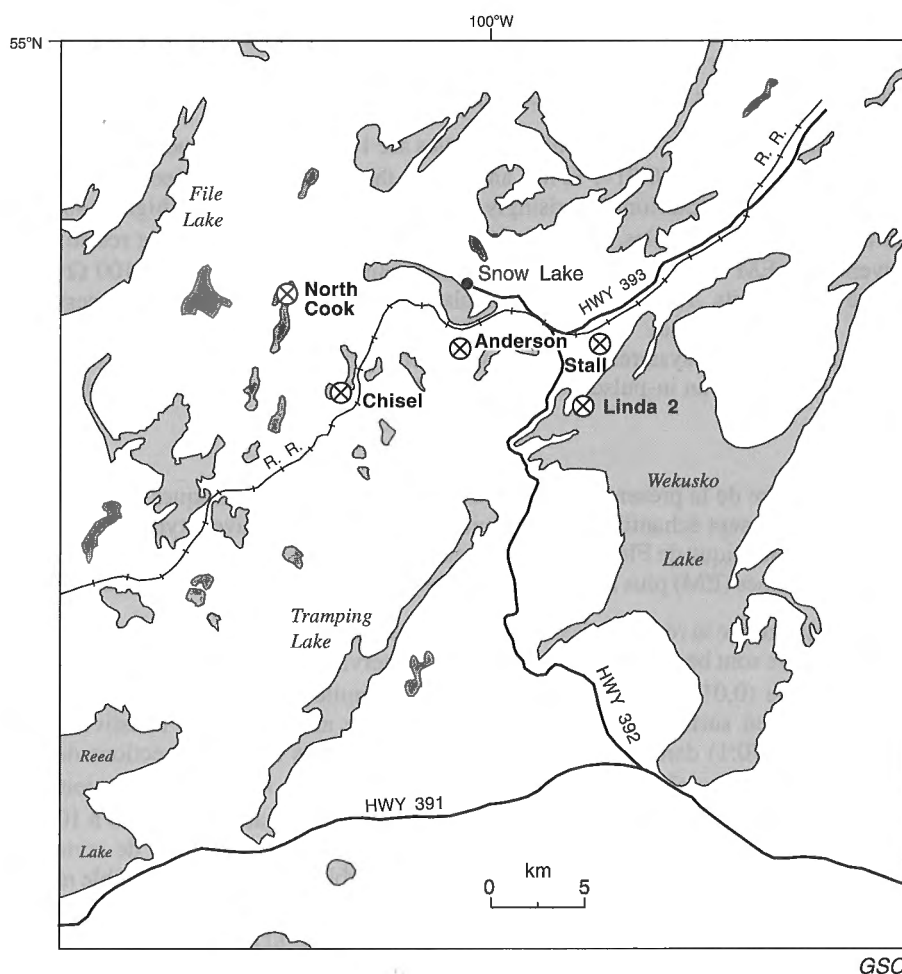 100°W
55°N
R. R.
File
Lake
Snow Lake
HWY 393
North
Cook
Anderson
Stall
Chisel
Linda 2
R. R.
Wekusko
Lake
Tramping
Lake
HWY 392
Reed
Lake
HWY 391
km
0 5
GSC